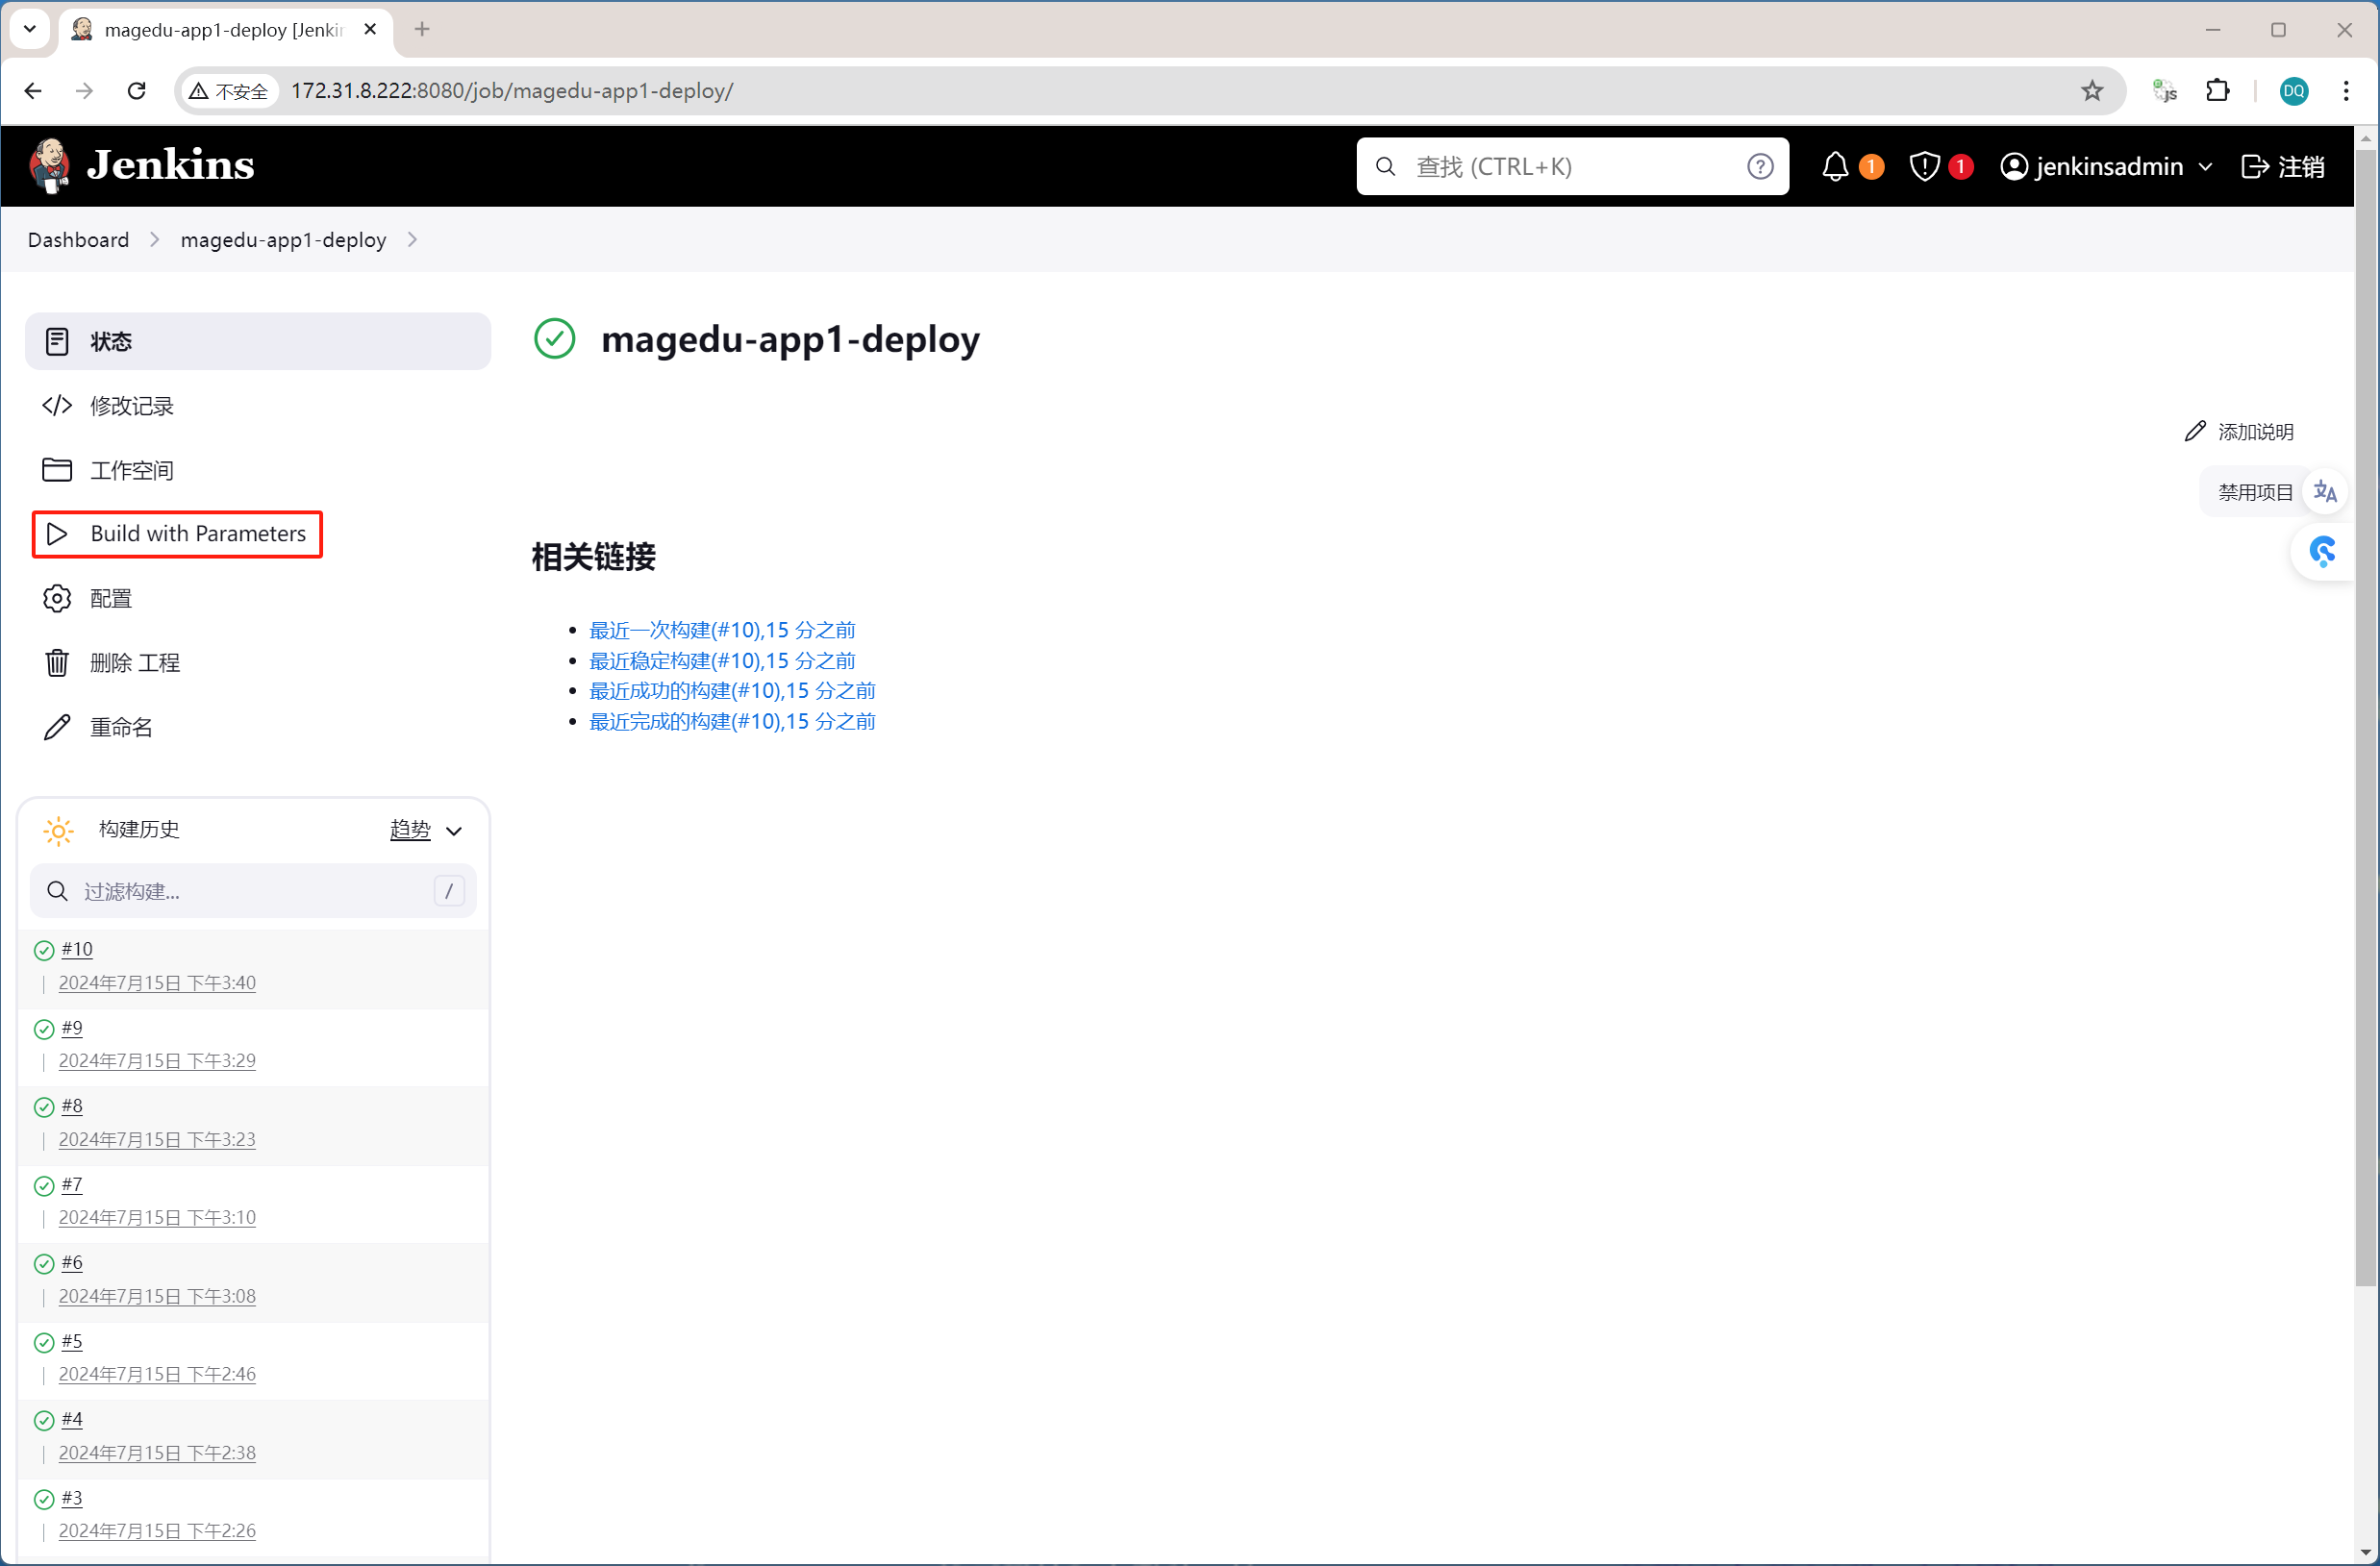 magedu-app1-deploy [Jenkin
不安全
172.31.8.222:8080/job/magedu-app1-deploy/
JS
DQ
Jenkins
查找 (CTRL+K)
1
1
jenkinsadmin
注销
Dashboard
magedu-app1-deploy
状态
修改记录
工作空间
Build with Parameters
配置
删除 工程
重命名
magedu-app1-deploy
添加说明
禁用项目
相关链接
最近一次构建(#10),15 分之前
最近稳定构建(#10),15 分之前
最近成功的构建(#10),15 分之前
最近完成的构建(#10),15 分之前
构建历史
趋势
过滤构建...
/
#10
2024年7月15日 下午3:40
#9
2024年7月15日 下午3:29
#8
2024年7月15日 下午3:23
#7
2024年7月15日 下午3:10
#6
2024年7月15日 下午3:08
#5
2024年7月15日 下午2:46
#4
2024年7月15日 下午2:38
#3
2024年7月15日 下午2:26